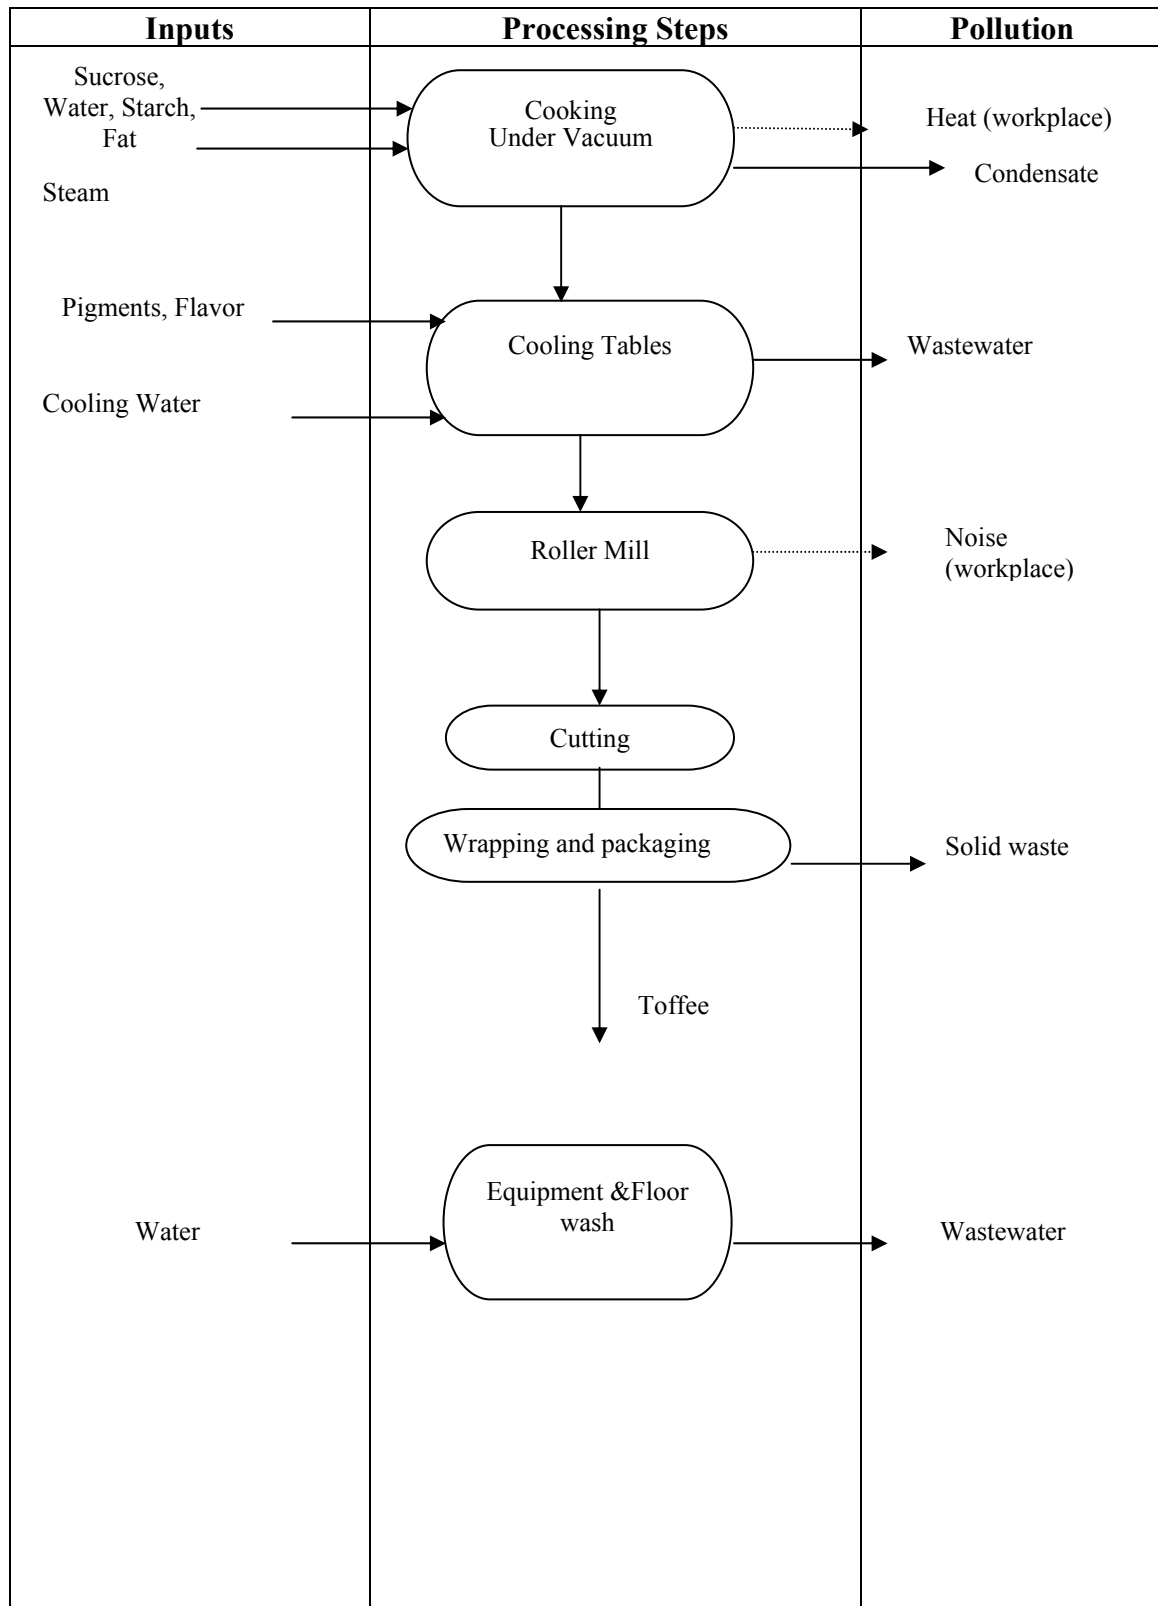 Inputs
Processing Steps
Pollution
Sucrose,
Water, Starch,
Fat
Steam
Cooking
Under Vacuum
Heat (workplace)
Condensate
Pigments, Flavor
Cooling Water
Cooling Tables
Wastewater
Roller Mill
Noise
(workplace)
Cutting
Wrapping and packaging
Solid waste
Toffee
Water
Equipment &Floor
wash
Wastewater